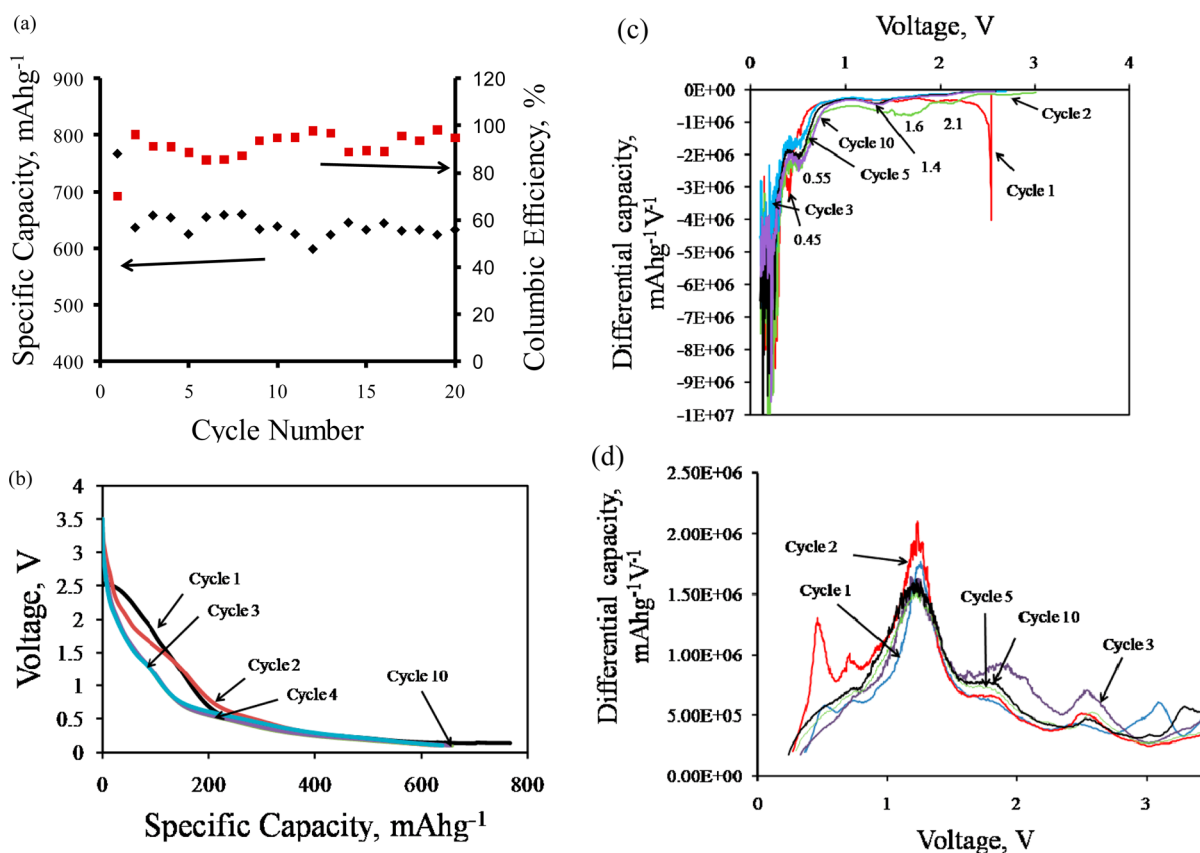 (a)
Specific Capacity, mAhg-1
900
800
700
600
500
400
120
100
80
60
40
20
0
Columbic Efficiency, %
0 5 10 15 20
Cycle Number
(b)
Voltage, V
4
3.5
3
2.5
2
1.5
1
0.5
0
Cycle 1
Cycle 3
Cycle 2
Cycle 4
Cycle 10
0 200 400 600 800
Specific Capacity, mAhg-1
(c)
Voltage, V
0 1 2 3 4
Differential capacity,
mAhg-1V-1
0E+00
-1E+06
-2E+06
-3E+06
-4E+06
-5E+06
-6E+06
-7E+06
-8E+06
-9E+06
-1E+07
Cycle 2
1.6
2.1
Cycle 10
1.4
Cycle 5
0.55
Cycle 1
Cycle 3
0.45
(d)
Differential capacity,
mAhg-1V-1
2.50E+06
2.00E+06
1.50E+06
1.00E+06
5.00E+05
0.00E+00
Cycle 2
Cycle 1
Cycle 5
Cycle 10
Cycle 3
0 1 2 3
Voltage, V